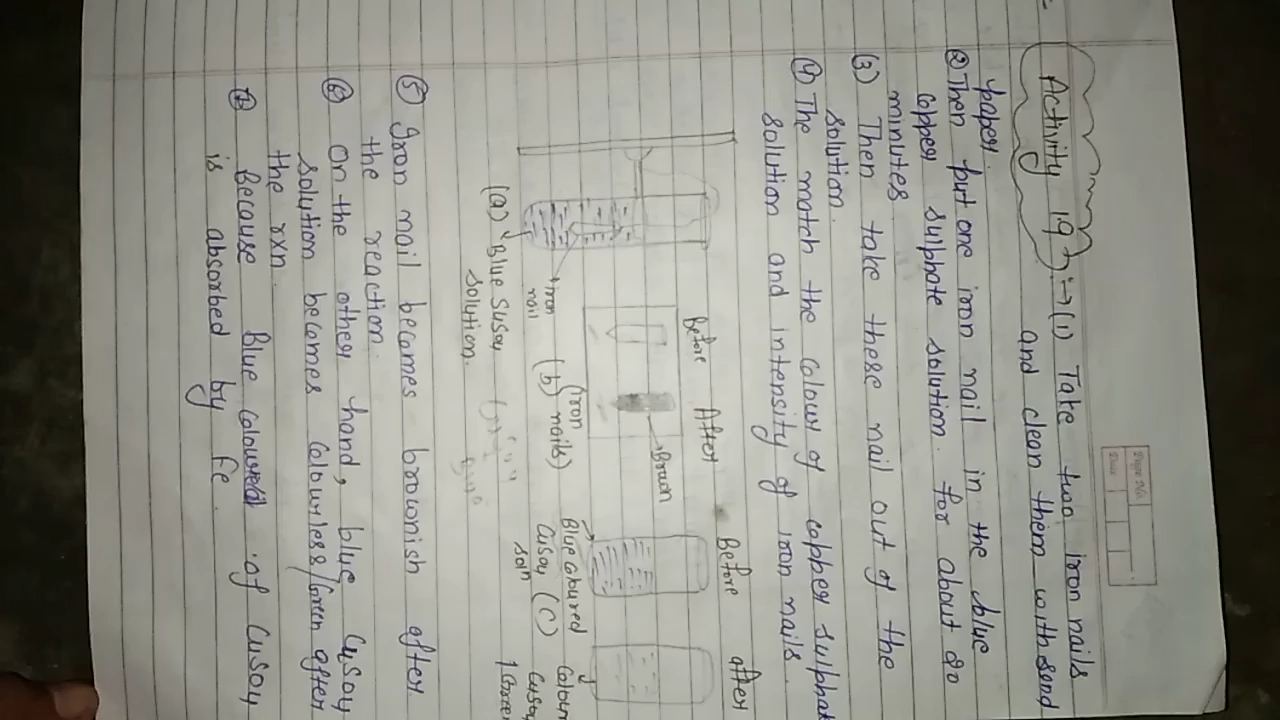 Page No.
Date
Activity 19 :→ (1) Take two iron nails
and clean them with sand
paper.
② Then put one iron nail in the blue
copper sulphate solution. for about 20
minutes
(3) Then take these nail out of the
solution.
(4) The match the colour of copper sulphat
solution and intensity of iron nails.
Before After
Before after
Brown
Iron
nail
(a) Blue
solution.
(iron
(b) nails)
Blue coloured
CuSO4 (C)
soln
Colour
CuSO4
⑤ Iron nail becomes brownish after
the reaction.
⑥ On the other hand, blue CuSO4
solution becomes Colourless/Green after
the rxn.
⑦ Because Blue coloured of CuSO4
is absorbed by Fe.